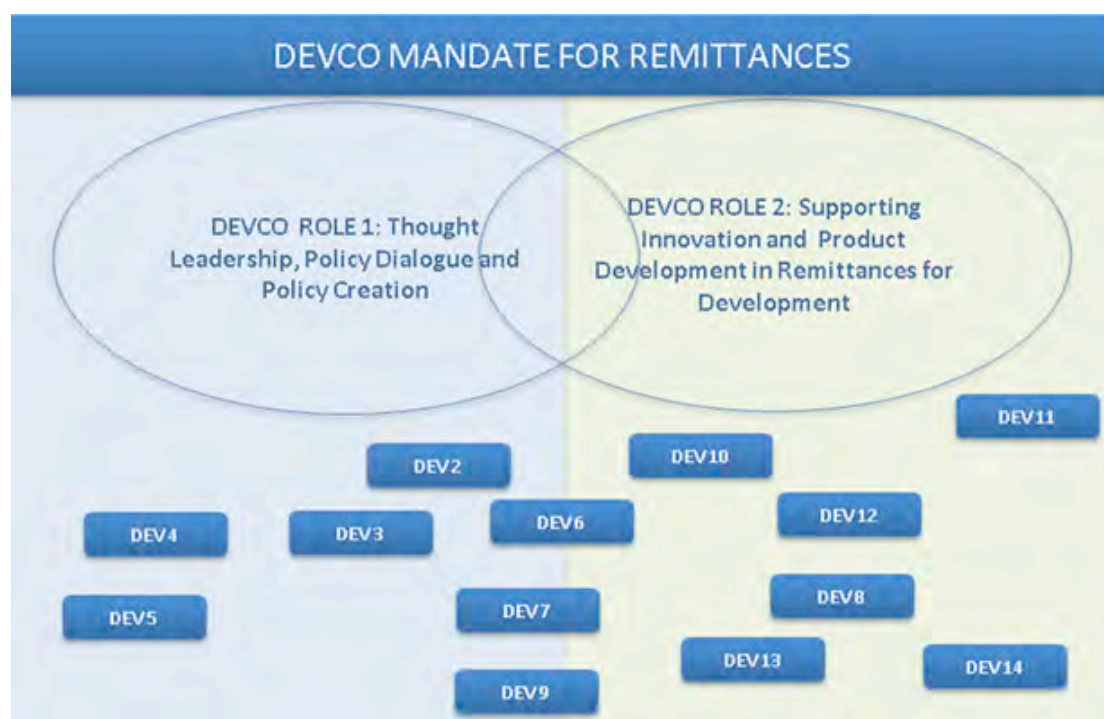 DEVCO MANDATE FOR REMITTANCES
DEVCO ROLE 1: Thought
Leadership, Policy Dialogue and
Policy Creation
DEVCO ROLE 2: Supporting
Innovation and Product
Development in Remittances for
Development
DEV11
DEV2
DEV10
DEV4
DEV3
DEV6
DEV12
DEV5
DEV7
DEV8
DEV13
DEV14
DEV9